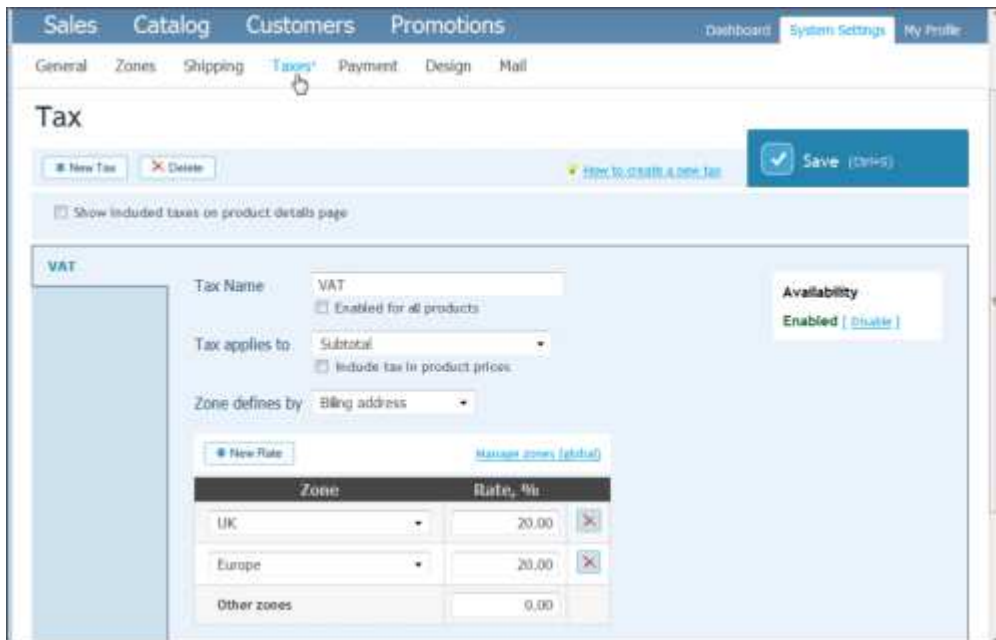 Sales Catalog Customers Promotions Dashboard System Settings My Profile
General Zones Shipping Taxes Payment Design Mail
Tax
New Tax Delete How to create a new tax Save (Ctrl+S)
Show included taxes on product details page
VAT
Tax Name VAT
Enabled for all products
Availability
Enabled [ Disable ]
Tax applies to Subtotal
Include tax in product prices
Zone defines by Billing address
New Rate Manage zones (global)
Zone Rate, %
UK 20.00
Europe 20.00
Other zones 0.00